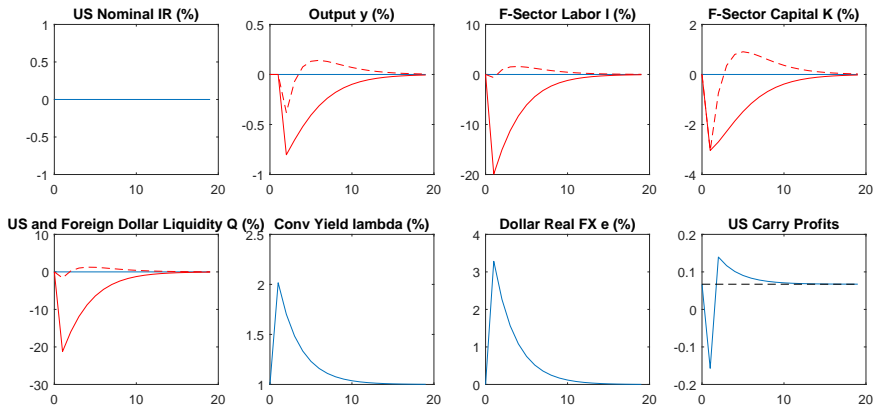 US Nominal IR (%)
1
0.5
0
-0.5
-1
0 10 20
Output y (%)
0.5
0
-0.5
-1
0 10 20
F-Sector Labor l (%)
10
0
-10
-20
0 10 20
F-Sector Capital K (%)
2
0
-2
-4
0 10 20
US and Foreign Dollar Liquidity Q (%)
10
0
-10
-20
-30
0 10 20
Conv Yield lambda (%)
2.5
2
1.5
1
0 10 20
Dollar Real FX e (%)
4
3
2
1
0
0 10 20
US Carry Profits
0.2
0.1
0
-0.1
-0.2
0 10 20